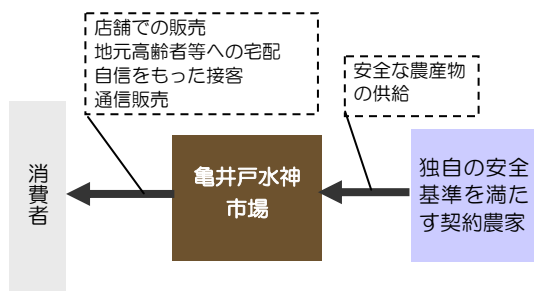 店舗での販売
地元高齢者等への宅配
自信をもった接客
通信販売
安全な農産物
の供給
消費者
亀井戸水神
市場
独自の安全
基準を満た
す契約農家